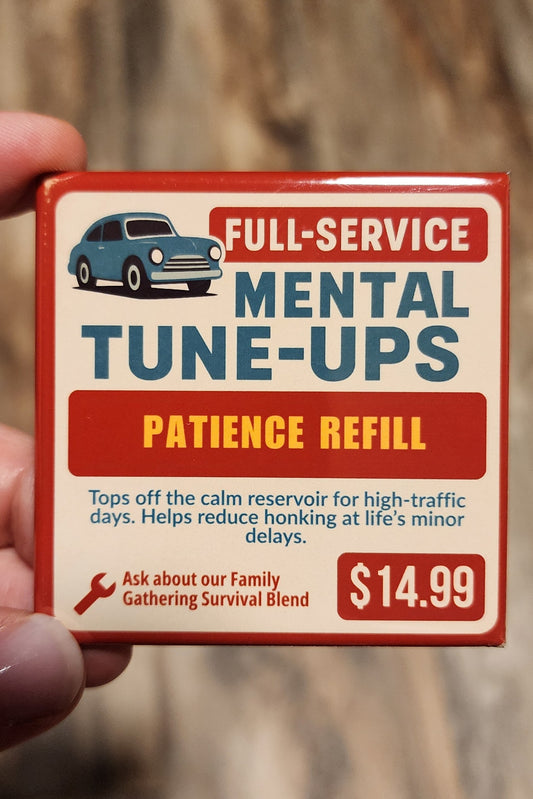 FULL-SERVICE
MENTAL
TUNE-UPS
PATIENCE REFILL
Tops off the calm reservoir for high-traffic
days. Helps reduce honking at life's minor
delays.
Ask about our Family
Gathering Survival Blend
$14.99